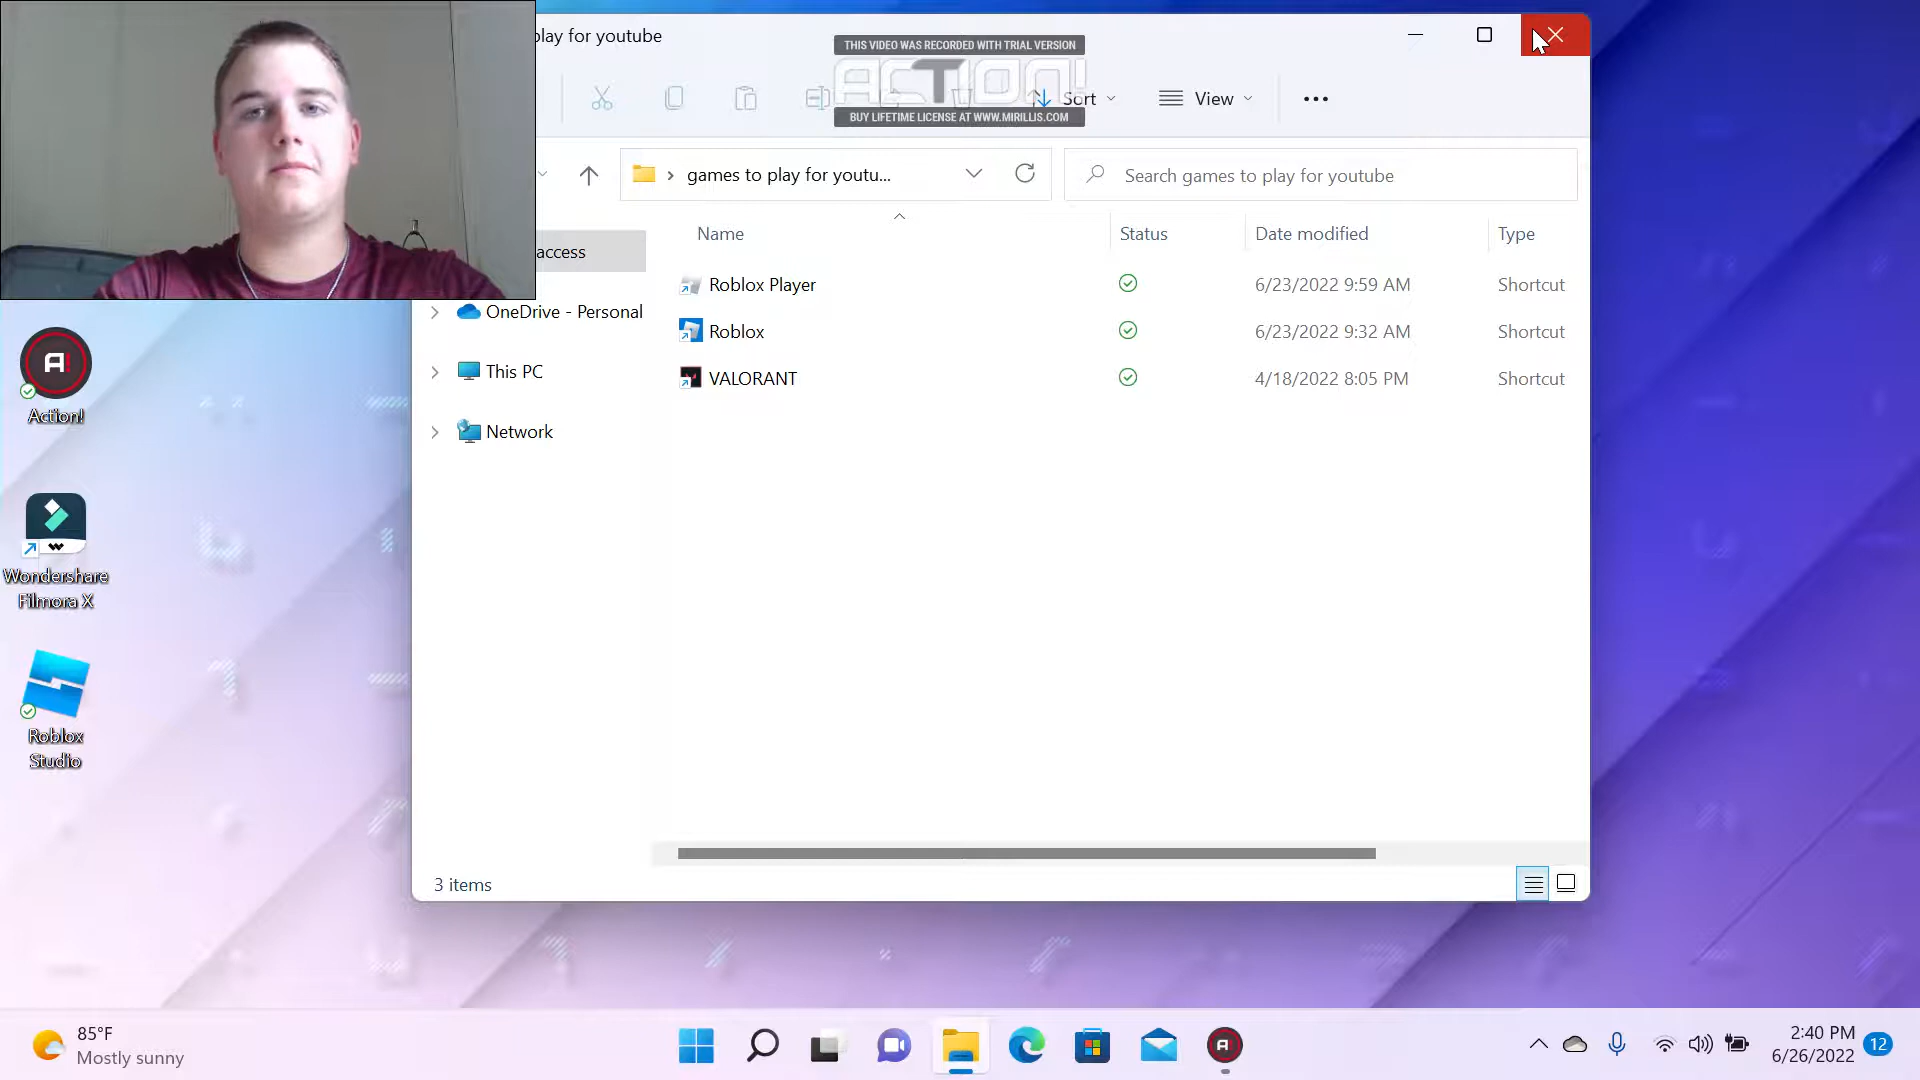 play for youtube
THIS VIDEO WAS RECORDED WITH TRIAL VERSION
ACTION!
BUY LIFETIME LICENSE AT WWW.MIRILLIS.COM
Sort
View
games to play for youtu...
Search games to play for youtube
Name
Status
Date modified
Type
access
OneDrive - Personal
This PC
Network
Roblox Player
6/23/2022 9:59 AM
Shortcut
Roblox
6/23/2022 9:32 AM
Shortcut
VALORANT
4/18/2022 8:05 PM
Shortcut
Action!
Wondershare
Filmora X
Roblox
Studio
3 items
85°F
Mostly sunny
2:40 PM
6/26/2022
12